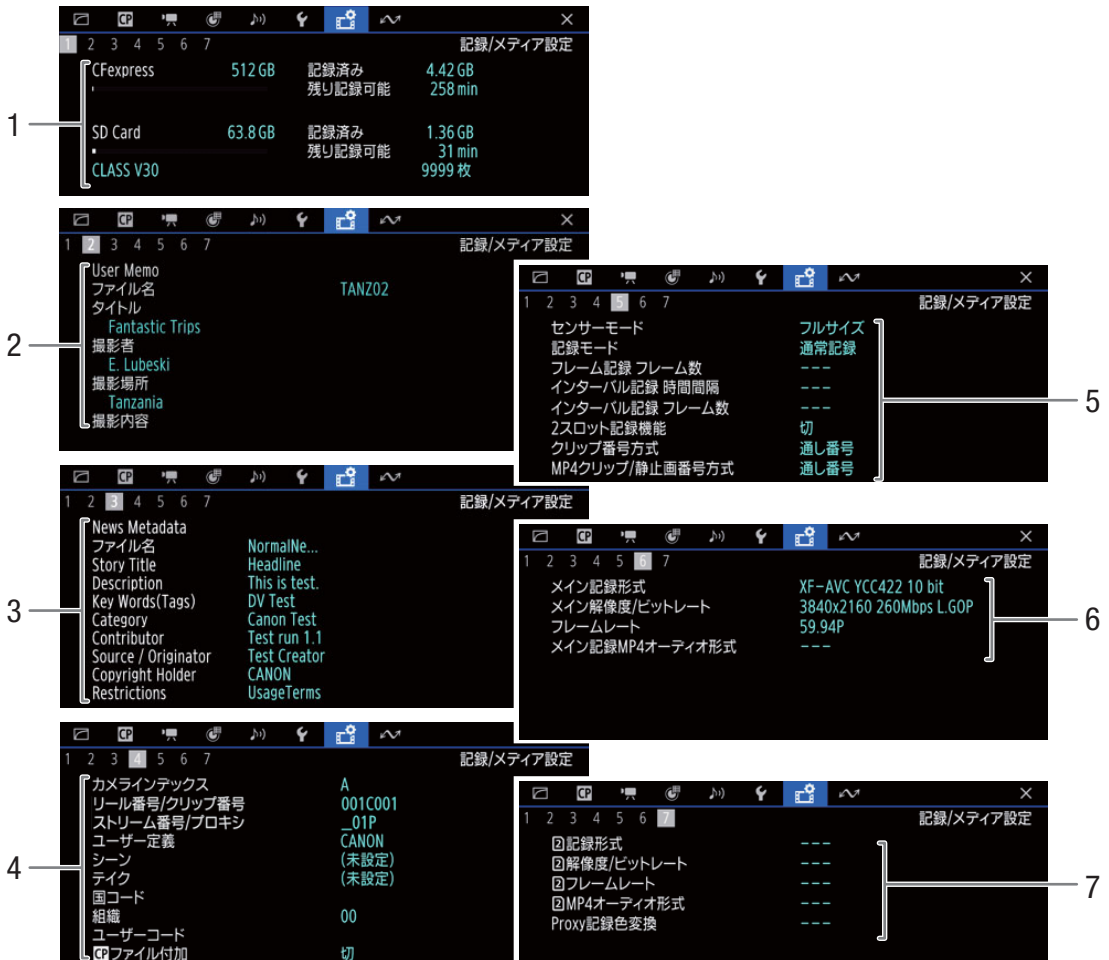 CP
×
1 2 3 4 5 6 7 記録/メディア設定
1
CFexpress 512 GB 記録済み 4.42 GB
残り記録可能 258 min
SD Card 63.8 GB 記録済み 1.36 GB
残り記録可能 31 min
CLASS V30 9999 枚
CP
×
1 2 3 4 5 6 7 記録/メディア設定
2
User Memo
ファイル名 TANZ02
タイトル
Fantastic Trips
撮影者
E. Lubeski
撮影場所
Tanzania
撮影内容
CP
1 2 3 4 5 6 7 記録/メディア設定
3
News Metadata
ファイル名 NormalNe...
Story Title Headline
Description This is test.
Key Words(Tags) DV Test
Category Canon Test
Contributor Test run 1.1
Source / Originator Test Creator
Copyright Holder CANON
Restrictions UsageTerms
CP
1 2 3 4 5 6 7 記録/メディア設定
4
カメラインデックス A
リール番号/クリップ番号 001C001
ストリーム番号/プロキシ _01P
ユーザー定義 CANON
シーン (未設定)
テイク (未設定)
国コード
組織 00
ユーザーコード
CPファイル付加 切
CP
×
1 2 3 4 5 6 7 記録/メディア設定
5
センサーモード フルサイズ
記録モード 通常記録
フレーム記録 フレーム数 ---
インターバル記録 時間間隔 ---
インターバル記録 フレーム数 ---
2スロット記録機能 切
クリップ番号方式 通し番号
MP4クリップ/静止画番号方式 通し番号
CP
×
1 2 3 4 5 6 7 記録/メディア設定
6
メイン記録形式 XF-AVC YCC422 10 bit
メイン解像度/ビットレート 3840x2160 260Mbps L.GOP
フレームレート 59.94P
メイン記録MP4オーディオ形式 ---
CP
×
1 2 3 4 5 6 7 記録/メディア設定
7
2記録形式 ---
2解像度/ビットレート ---
2フレームレート ---
2MP4オーディオ形式 ---
Proxy記録色変換 ---